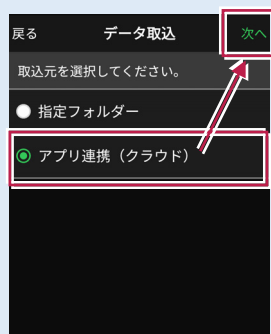 戻る データ取込 次へ
取込元を選択してください。
指定フォルダー
アプリ連携（クラウド）